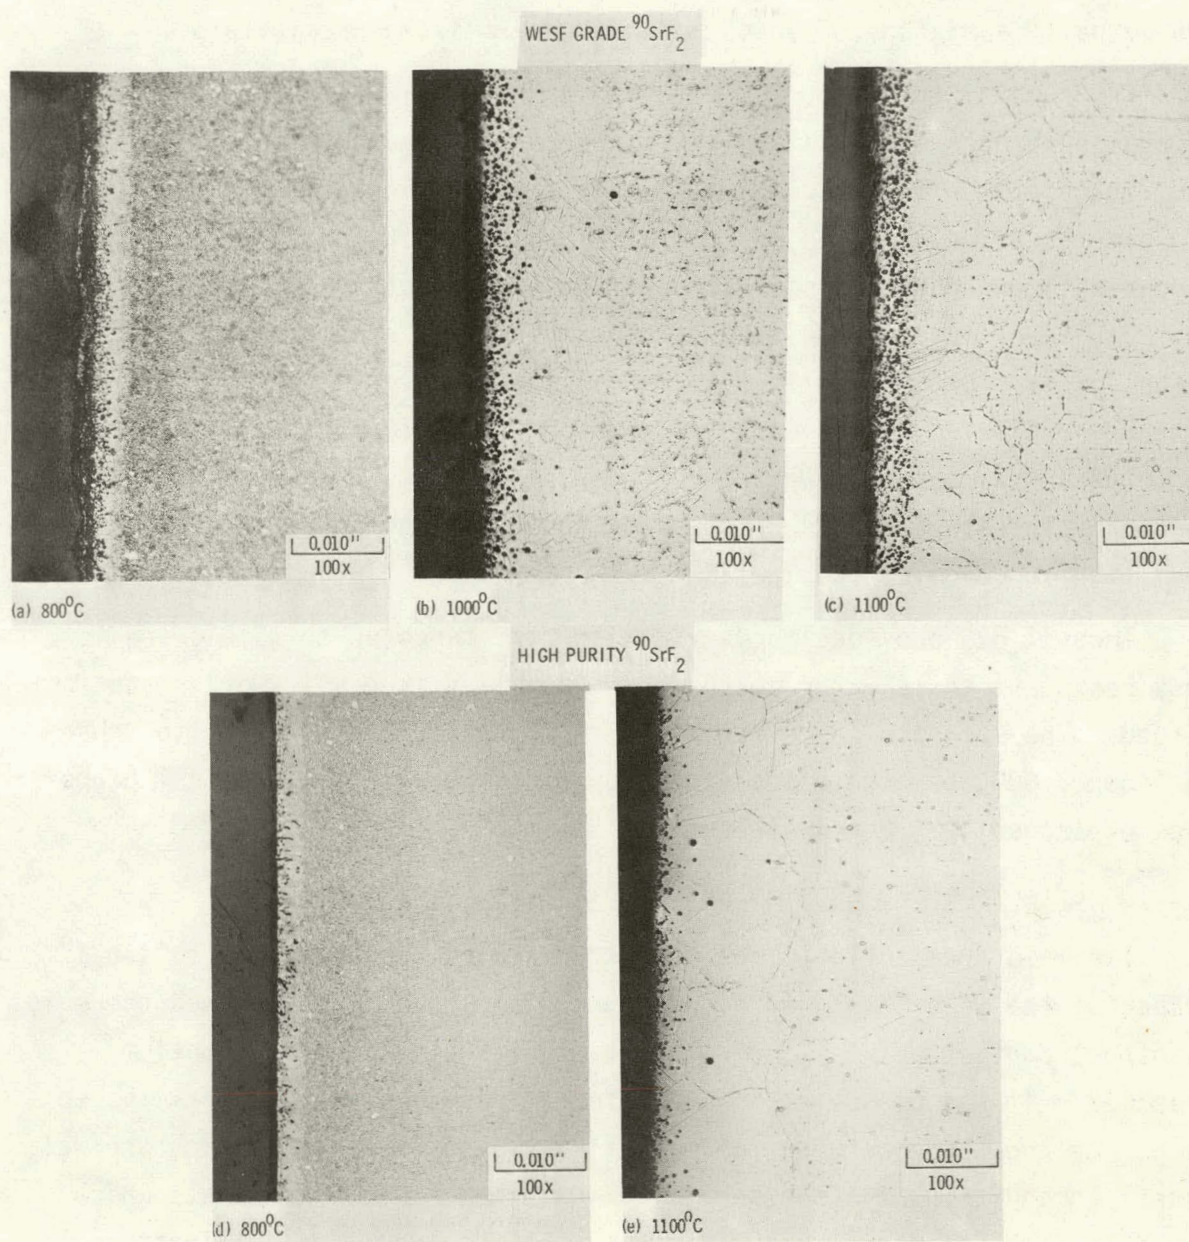 WESF GRADE ⁹⁰SrF₂
0.010"
100x
(a) 800°C
0.010"
100x
(b) 1000°C
0.010"
100x
(c) 1100°C
HIGH PURITY ⁹⁰SrF₂
0.010"
100x
(d) 800°C
0.010"
100x
(e) 1100°C